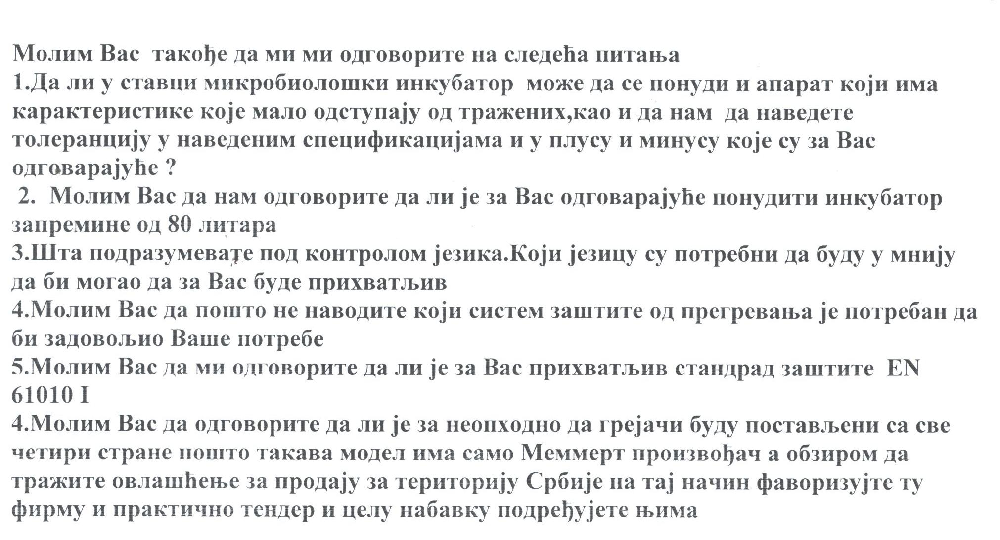 Молим Вас такође да ми ми одговорите на следећа питања
1.Да ли у ставци микробиолошки инкубатор може да се понуди и апарат који има
карактеристике које мало одступају од тражених,као и да нам да наведете
толеранцију у наведеним спецификацијама и у плусу и минусу које су за Вас
одговарајуће ?
2. Молим Вас да нам одговорите да ли је за Вас одговарајуће понудити инкубатор
запремине од 80 литара
3.Шта подразумевате под контролом језика.Који језицу су потребни да буду у мнију
да би могао да за Вас буде прихватљив
4.Молим Вас да пошто не наводите који систем заштите од прегревања је потребан да
би задовољио Ваше потребе
5.Молим Вас да ми одговорите да ли је за Вас прихватљив стандрад заштите EN
61010 I
4.Молим Вас да одговорите да ли је за неопходно да грејачи буду постављени са све
четири стране пошто такава модел има само Меммерт произвођач а обзиром да
тражите овлашћење за продају за територију Србије на тај начин фаворизујте ту
фирму и практично тендер и целу набавку подређујете њима